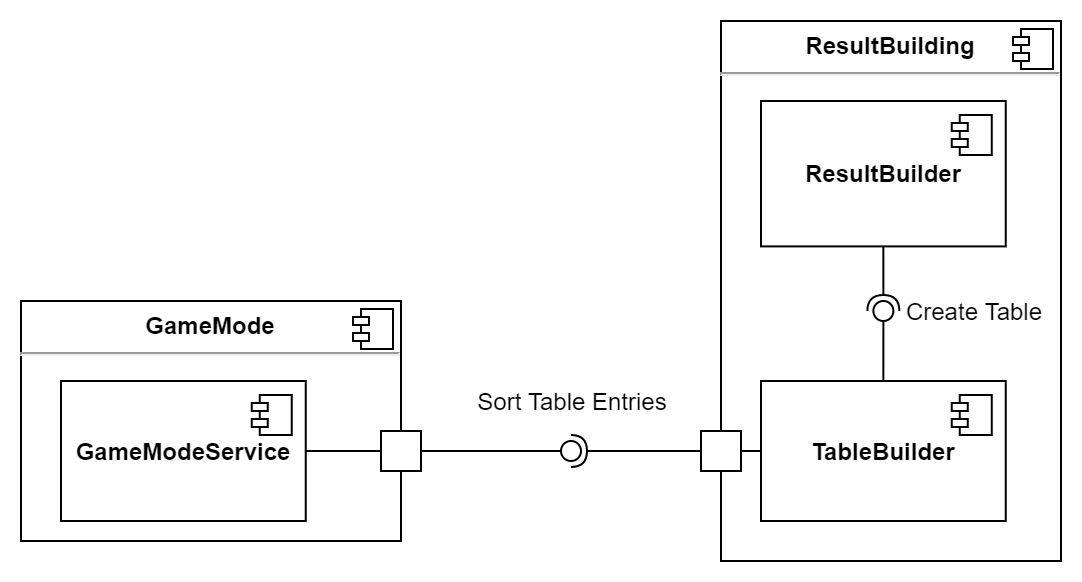 ResultBuilding
ResultBuilder
Create Table
GameMode
Sort Table Entries
GameModeService
TableBuilder